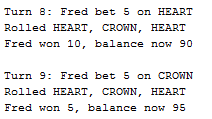 Turn 8: Fred bet 5 on HEART
Rolled HEART, CROWN, HEART
Fred won 10, balance now 90

Turn 9: Fred bet 5 on CROWN
Rolled HEART, CROWN, HEART
Fred won 5, balance now 95